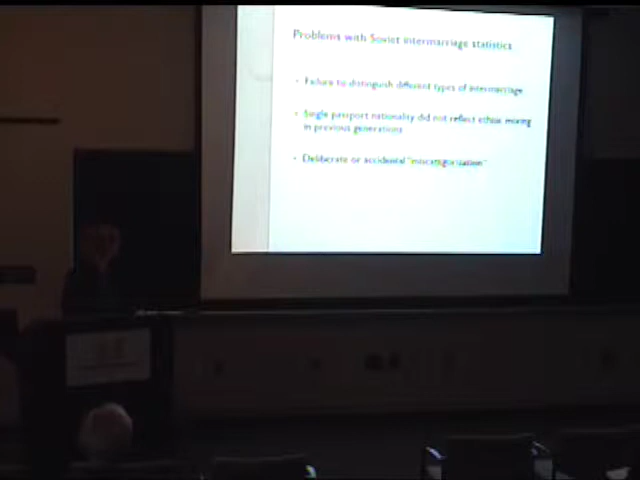 Problems with Soviet intermarriage statistics
• Failure to distinguish different types of intermarriage
• Single passport nationality did not reflect ethnic mixing
in previous generations
• Deliberate or accidental "miscategorization"